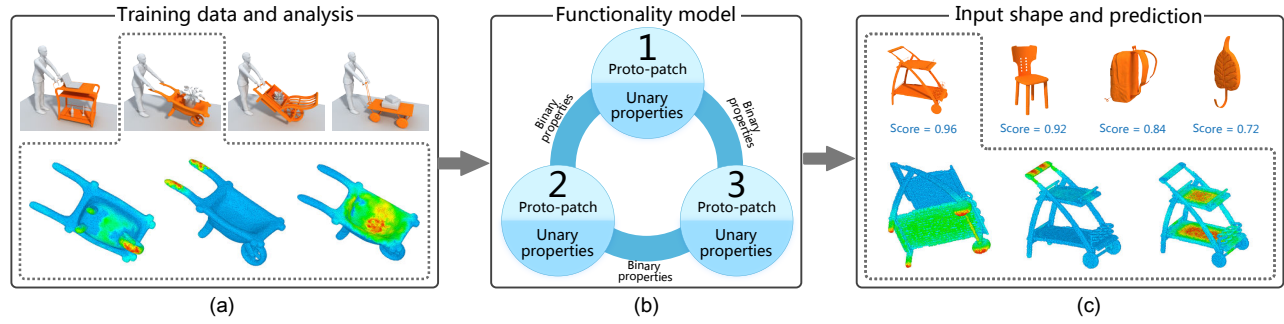 Training data and analysis
Functionality model
Input shape and prediction
1
Proto-patch
Unary
properties
Binary
properties
Binary
properties
2
Proto-patch
Unary
properties
3
Proto-patch
Unary
properties
Binary
properties
Score = 0.96
Score = 0.92
Score = 0.84
Score = 0.72
(a)
(b)
(c)